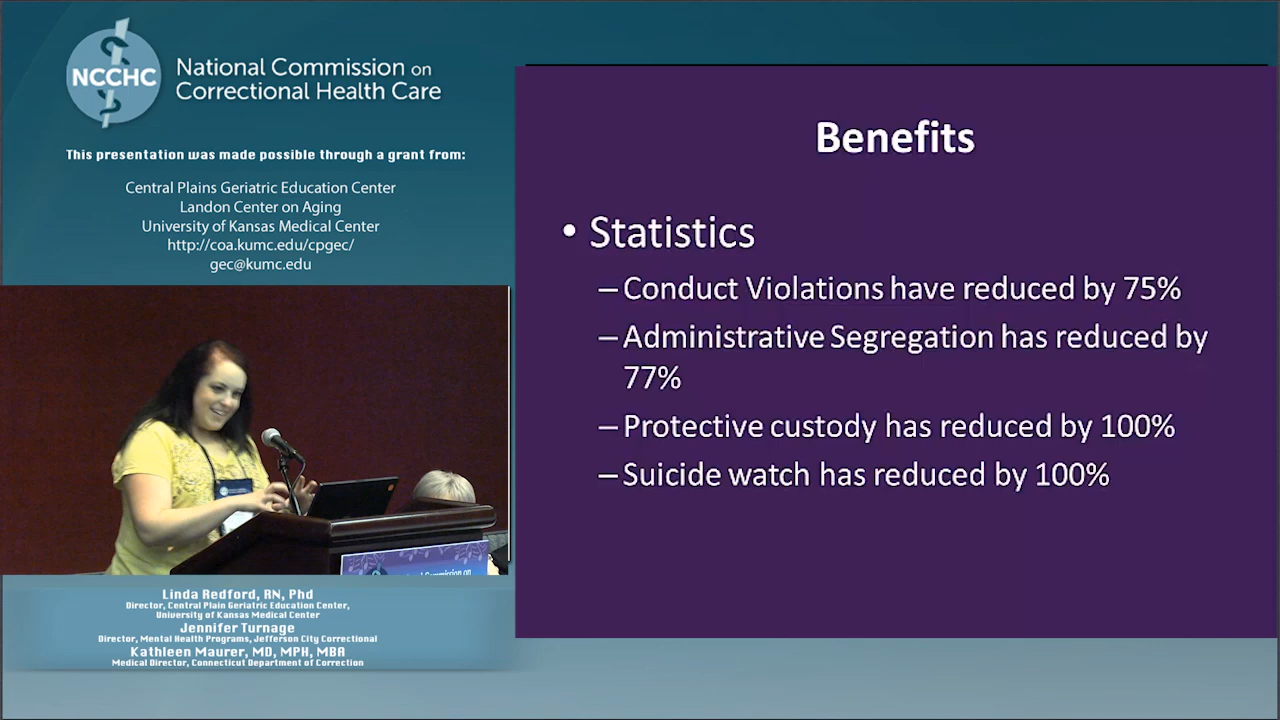 NCCHC
National Commission on
Correctional Health Care
This presentation was made possible through a grant from:
Central Plains Geriatric Education Center
Landon Center on Aging
University of Kansas Medical Center
http://coa.kumc.edu/cpgec/
gec@kumc.edu
Benefits
• Statistics
– Conduct Violations have reduced by 75%
– Administrative Segregation has reduced by
77%
– Protective custody has reduced by 100%
– Suicide watch has reduced by 100%
Commission on
Linda Redford, RN, Phd
Director, Central Plain Geriatric Education Center,
University of Kansas Medical Center
Jennifer Turnage
Director, Mental Health Programs, Jefferson City Correctional
Kathleen Maurer, MD, MPH, MBA
Medical Director, Connecticut Department of Correction